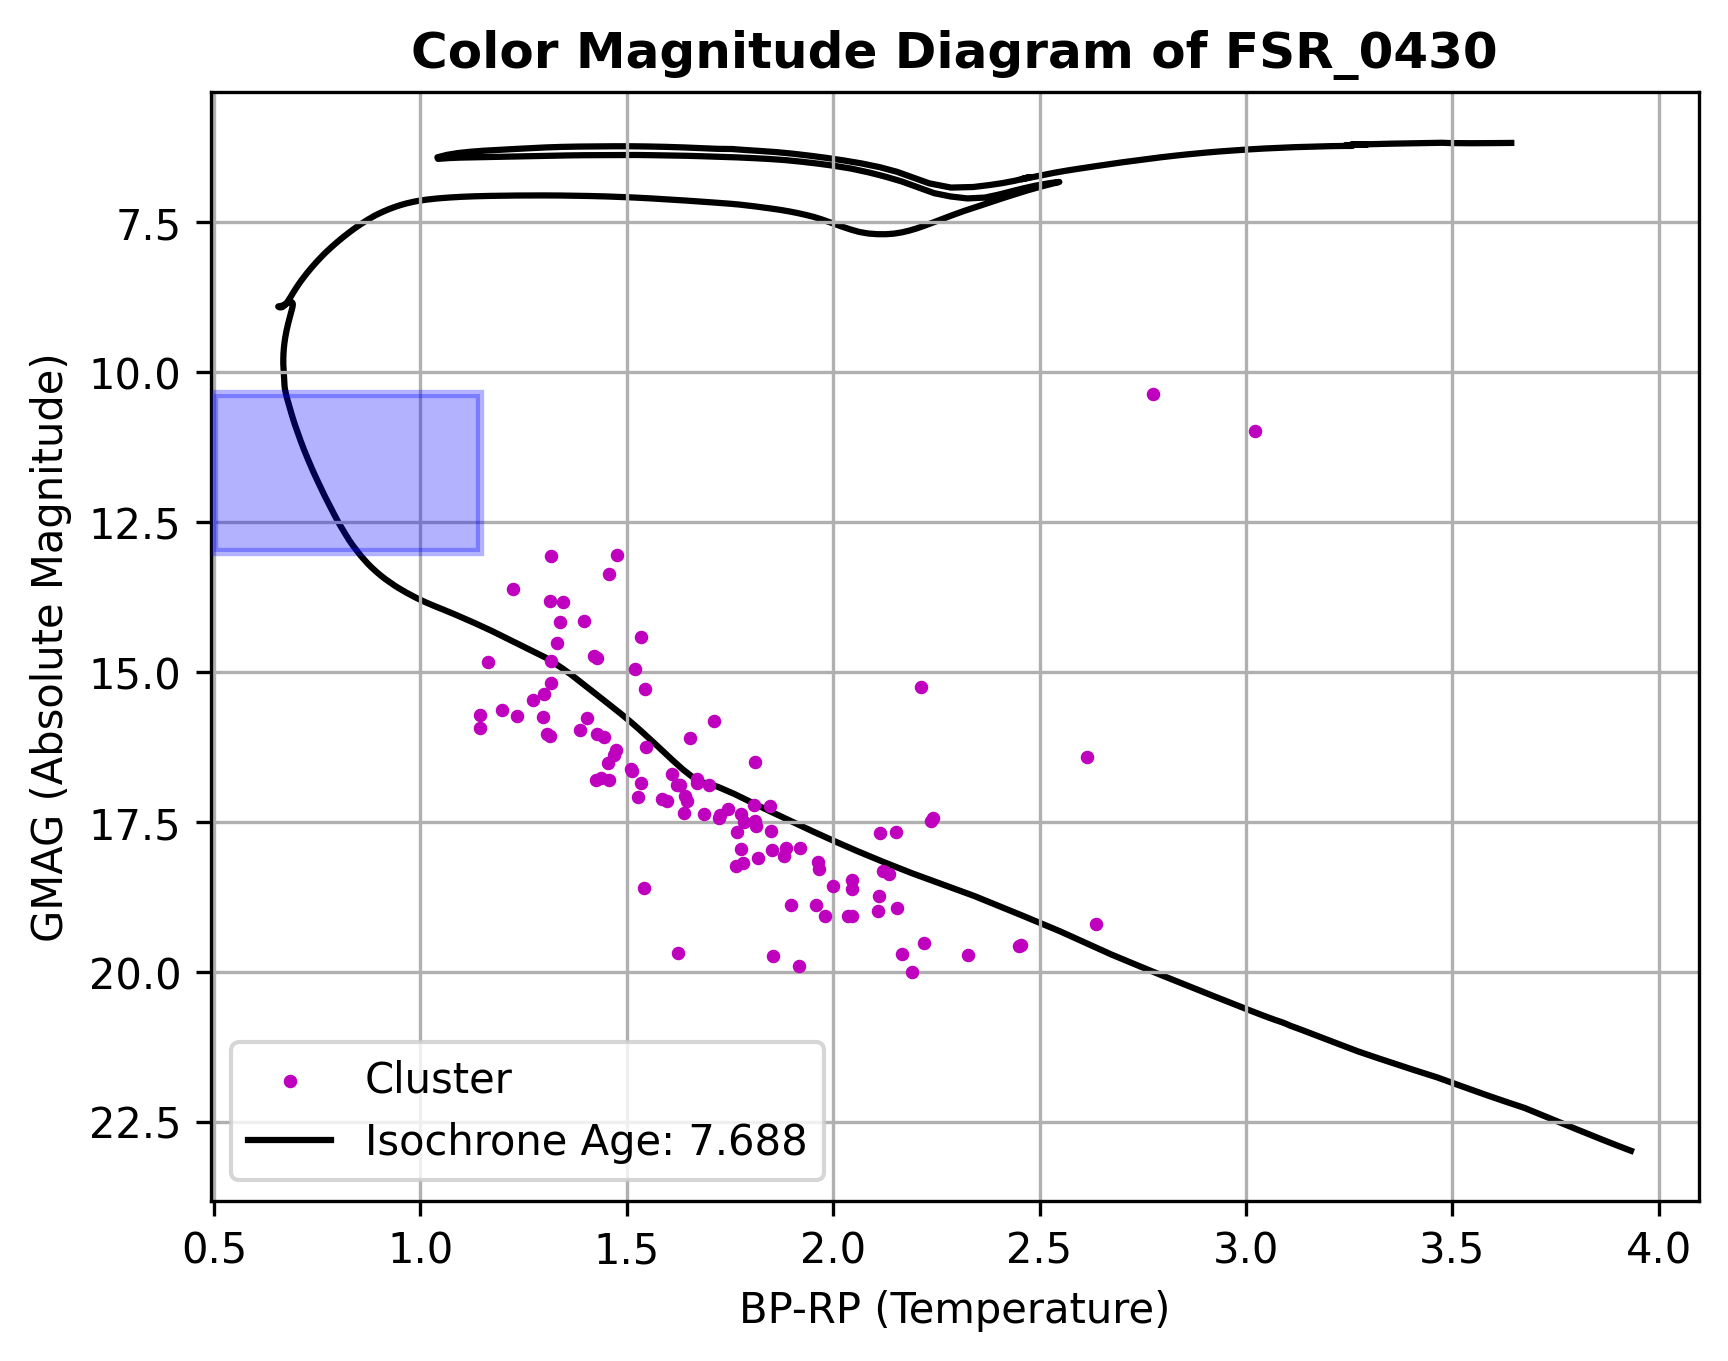 Color Magnitude Diagram of FSR_0430
GMAG (Absolute Magnitude)
7.5
10.0
12.5
15.0
17.5
20.0
22.5
Cluster
Isochrone Age: 7.688
0.5 1.0 1.5 2.0 2.5 3.0 3.5 4.0
BP-RP (Temperature)